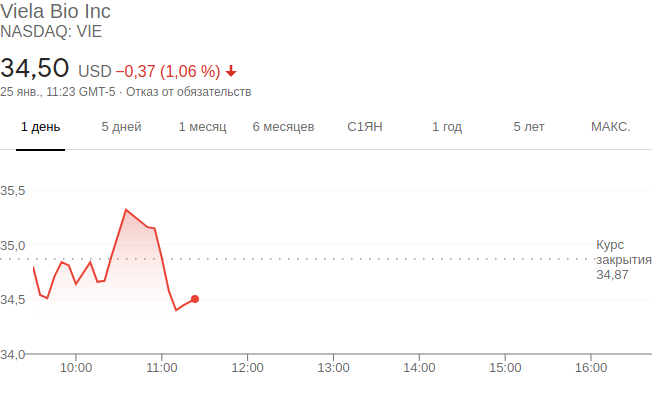 Viela Bio Inc
NASDAQ: VIE
34,50 USD −0,37 (1,06 %)
25 янв., 11:23 GMT-5 · Отказ от обязательств
1 день 5 дней 1 месяц 6 месяцев С1ЯН 1 год 5 лет МАКС.
35,5
35,0
Курс
закрытия
34,87
34,5
34,0
10:00 11:00 12:00 13:00 14:00 15:00 16:00